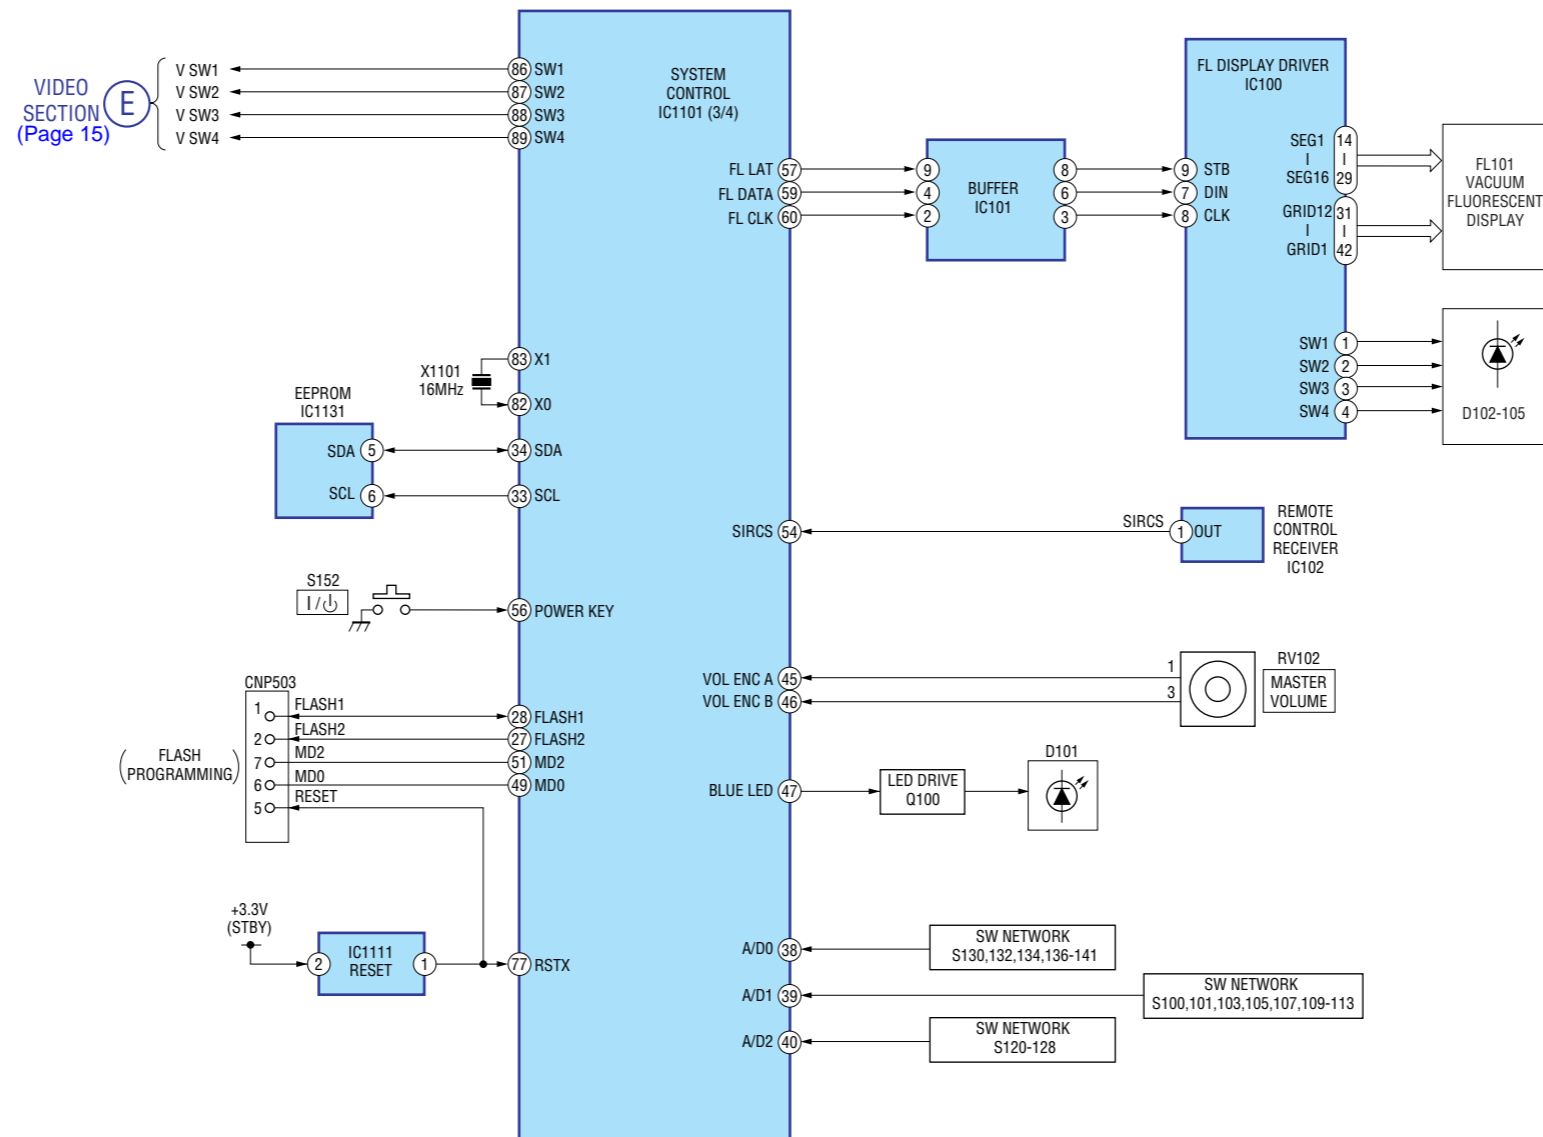 VIDEO
SECTION
(Page 15)
E
V SW1
V SW2
V SW3
V SW4
86 SW1
87 SW2
88 SW3
89 SW4
SYSTEM
CONTROL
IC1101 (3/4)
FL LAT 57
FL DATA 59
FL CLK 60
9
4
2
BUFFER
IC101
8
6
3
FL DISPLAY DRIVER
IC100
9 STB
7 DIN
8 CLK
SEG1 14
I I
SEG16 29
GRID12 31
I I
GRID1 42
FL101
VACUUM
FLUORESCENT
DISPLAY
SW1 1
SW2 2
SW3 3
SW4 4
D102-105
X1101
16MHz
83 X1
82 X0
EEPROM
IC1131
SDA 5
SCL 6
34 SDA
33 SCL
SIRCS 54
SIRCS
1 OUT
REMOTE
CONTROL
RECEIVER
IC102
S152
I / ⏻
56 POWER KEY
VOL ENC A 45
VOL ENC B 46
1
3
RV102
MASTER
VOLUME
CNP503
1 FLASH1
2 FLASH2
7 MD2
6 MD0
5 RESET
(FLASH
PROGRAMMING)
28 FLASH1
27 FLASH2
51 MD2
49 MD0
BLUE LED 47
LED DRIVE
Q100
D101
+3.3V
(STBY)
2
IC1111
RESET
1
77 RSTX
A/D0 38
SW NETWORK
S130,132,134,136-141
A/D1 39
SW NETWORK
S100,101,103,105,107,109-113
A/D2 40
SW NETWORK
S120-128